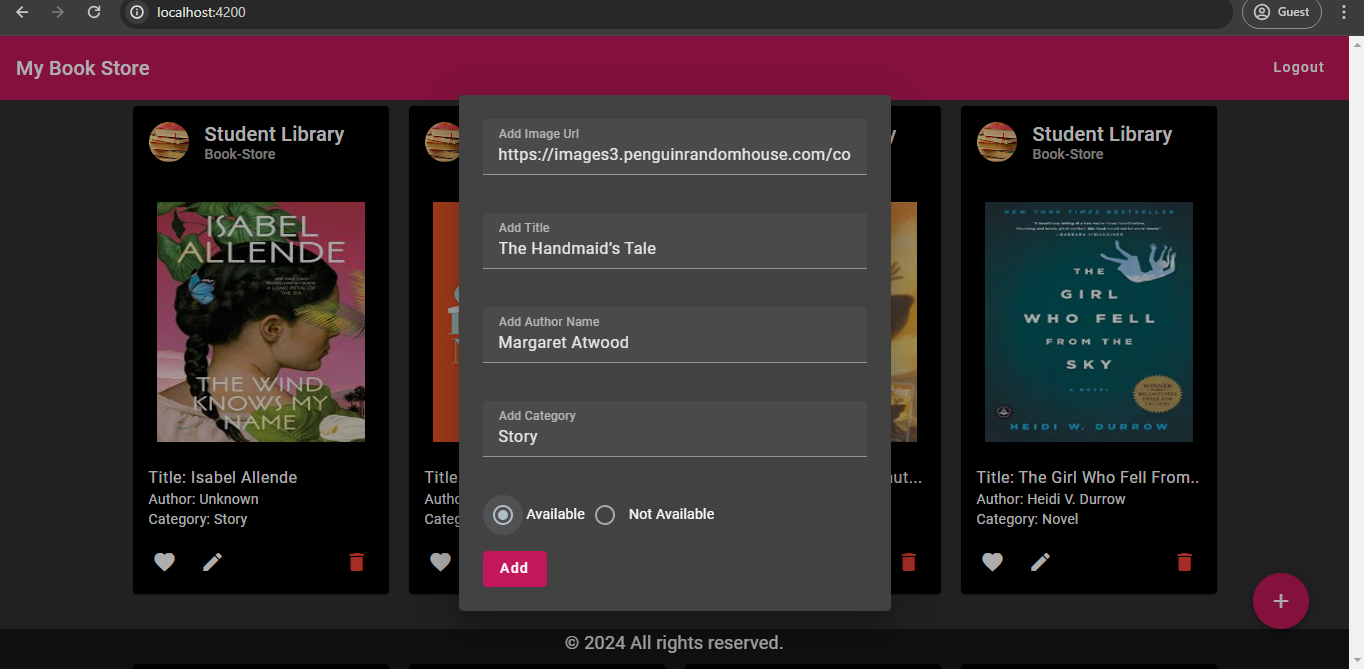 localhost:4200
Guest
My Book Store
Logout
Student Library
Book-Store
ISABEL
ALLENDE
THE WIND
KNOWS MY
NAME
Title: Isabel Allende
Author: Unknown
Category: Story
Add Image Url
https://images3.penguinrandomhouse.com/co
Add Title
The Handmaid’s Tale
Add Author Name
Margaret Atwood
Add Category
Story
Available
Not Available
Add
Title
Autho
Categ
y
aut...
Student Library
Book-Store
NEW YORK TIMES BESTSELLER
THE
GIRL
WHO FELL
FROM THE
SKY
A NOVEL
WINNER
HEIDI W. DURROW
Title: The Girl Who Fell From..
Author: Heidi V. Durrow
Category: Novel
+
© 2024 All rights reserved.